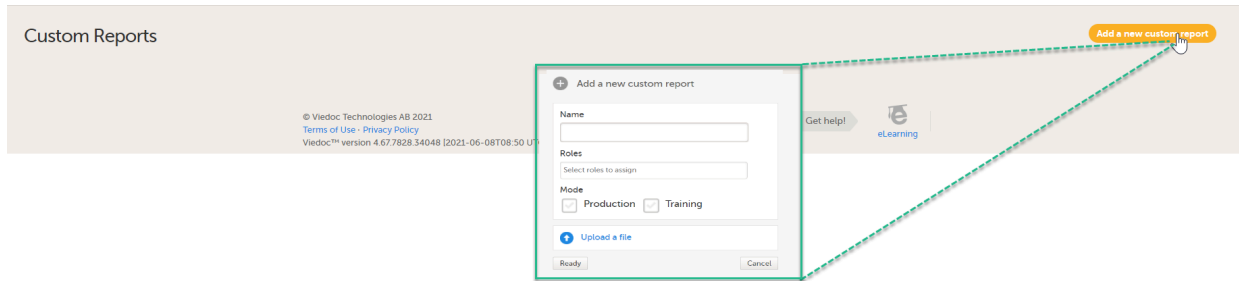 Custom Reports
Add a new custom report
Add a new custom report
Name
Roles
Select roles to assign
Mode
Production Training
Upload a file
Ready Cancel
© Viedoc Technologies AB 2021
Terms of Use · Privacy Policy
Viedoc™ version 4.67.7828.34048 [2021-06-08T08:50 U
Get help!
eLearning